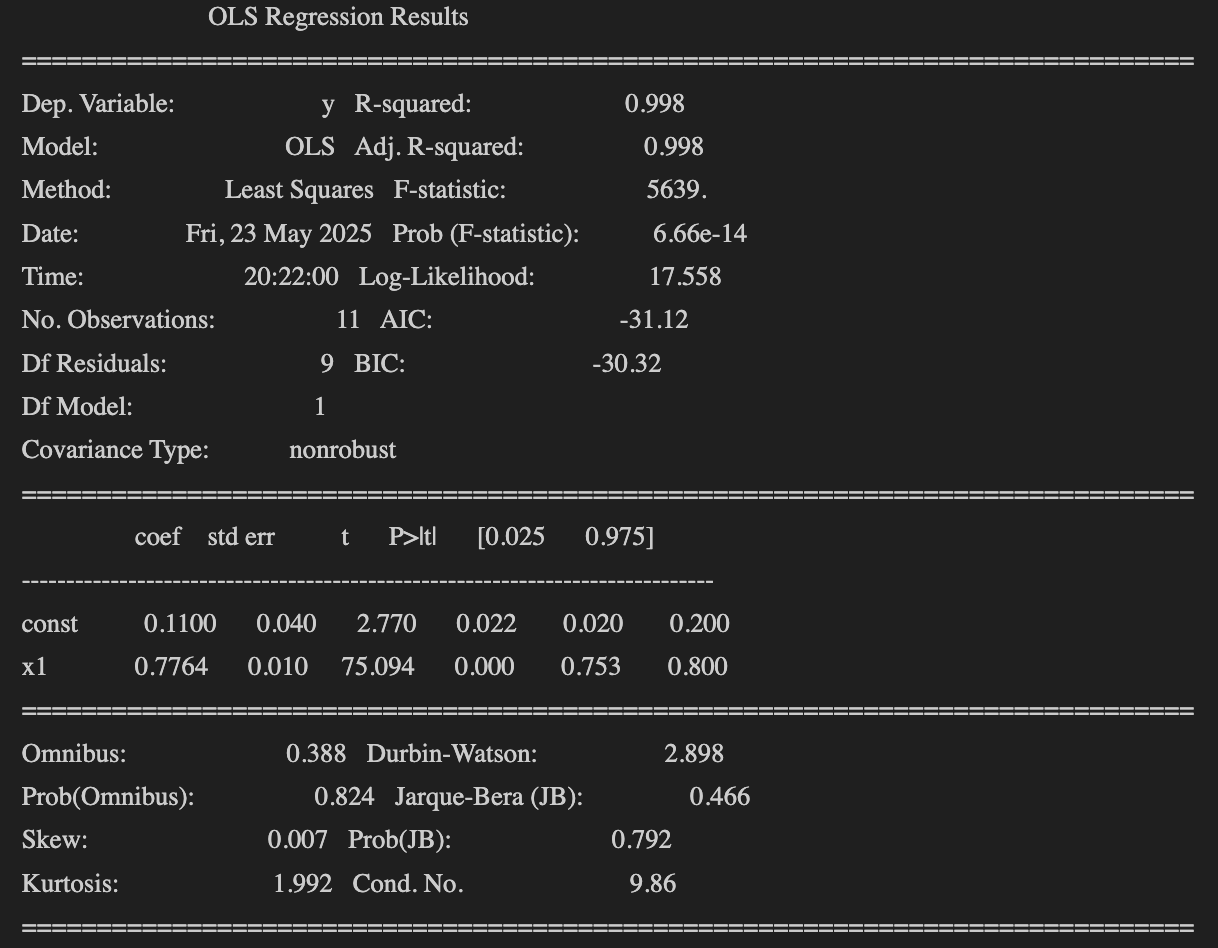 OLS Regression Results
==============================================================================
Dep. Variable: y R-squared: 0.998
Model: OLS Adj. R-squared: 0.998
Method: Least Squares F-statistic: 5639.
Date: Fri, 23 May 2025 Prob (F-statistic): 6.66e-14
Time: 20:22:00 Log-Likelihood: 17.558
No. Observations: 11 AIC: -31.12
Df Residuals: 9 BIC: -30.32
Df Model: 1
Covariance Type: nonrobust
==============================================================================
coef std err t P>|t| [0.025 0.975]
------------------------------------------------------------------------------
const 0.1100 0.040 2.770 0.022 0.020 0.200
x1 0.7764 0.010 75.094 0.000 0.753 0.800
==============================================================================
Omnibus: 0.388 Durbin-Watson: 2.898
Prob(Omnibus): 0.824 Jarque-Bera (JB): 0.466
Skew: 0.007 Prob(JB): 0.792
Kurtosis: 1.992 Cond. No. 9.86
==============================================================================